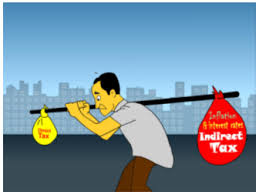 Direct
Tax
Inflation
& interest rates
Indirect
Tax